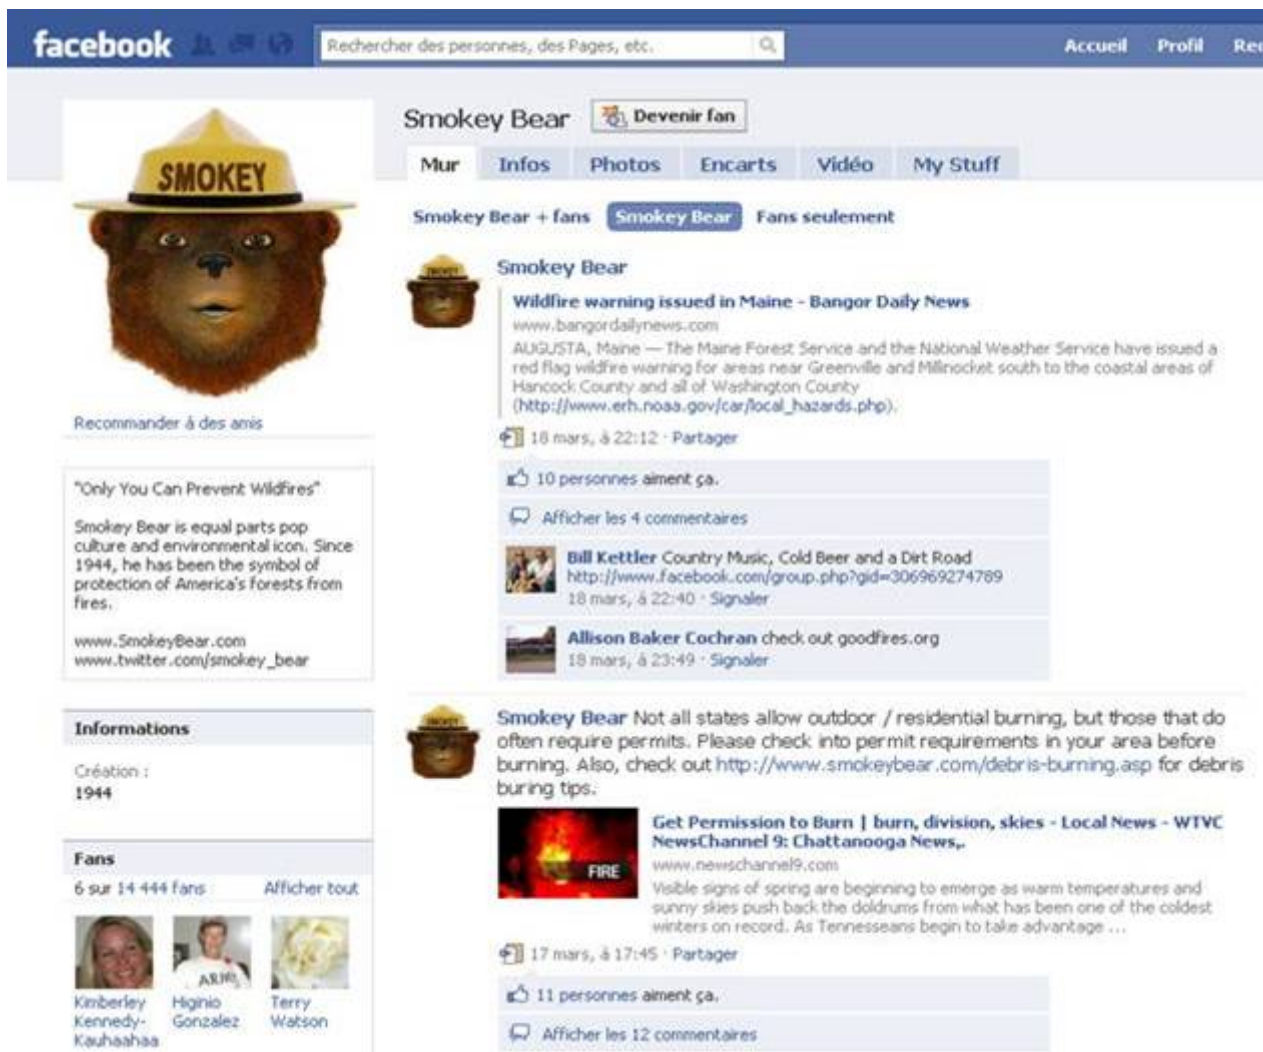 facebook
Rechercher des personnes, des Pages, etc.
Accueil Profil Rec
SMOKEY
Smokey Bear Devenir fan
Mur Infos Photos Encarts Vidéo My Stuff
Smokey Bear + fans Smokey Bear Fans seulement
Smokey Bear
Wildfire warning issued in Maine - Bangor Daily News
www.bangordailynews.com
AUGUSTA, Maine — The Maine Forest Service and the National Weather Service have issued a
red flag wildfire warning for areas near Greenville and Millinocket south to the coastal areas of
Hancock County and all of Washington County
(http://www.erh.noaa.gov/car/local_hazards.php).
18 mars, à 22:12 · Partager
10 personnes aiment ça.
Afficher les 4 commentaires
Bill Kettler Country Music, Cold Beer and a Dirt Road
http://www.facebook.com/group.php?gid=306969274789
18 mars, à 22:40 · Signaler
Allison Baker Cochran check out goodfires.org
18 mars, à 23:49 · Signaler
Recommander à des amis
"Only You Can Prevent Wildfires"
Smokey Bear is equal parts pop
culture and environmental icon. Since
1944, he has been the symbol of
protection of America's forests from
fires.
www.SmokeyBear.com
www.twitter.com/smokey_bear
Informations
Création :
1944
Fans
6 sur 14 444 fans Afficher tout
ARMY
Kimberley
Kennedy-
Kauhaahaa
Higinio
Gonzalez
Terry
Watson
Smokey Bear Not all states allow outdoor / residential burning, but those that do
often require permits. Please check into permit requirements in your area before
burning. Also, check out http://www.smokeybear.com/debris-burning.asp for debris
buring tips.
FIRE
Get Permission to Burn | burn, division, skies - Local News - WTVC
NewsChannel 9: Chattanooga News,.
www.newschannel9.com
Visible signs of spring are beginning to emerge as warm temperatures and
sunny skies push back the doldrums from what has been one of the coldest
winters on record. As Tennesseans begin to take advantage ...
17 mars, à 17:45 · Partager
11 personnes aiment ça.
Afficher les 12 commentaires